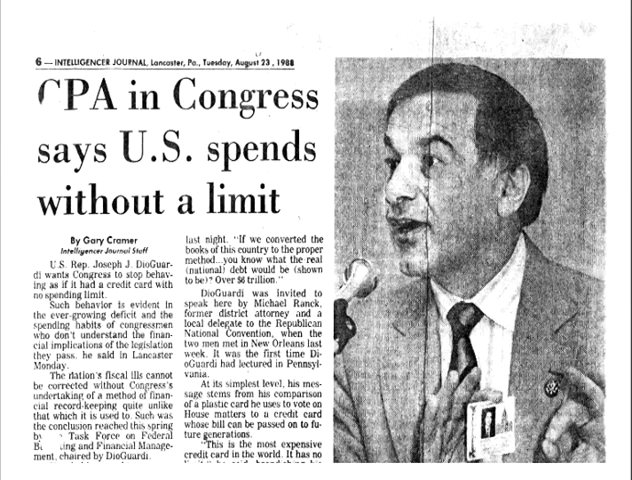 6 — INTELLIGENCER JOURNAL, Lancaster, Pa., Tuesday, August 23, 1988
CPA in Congress
says U.S. spends
without a limit
By Gary Cramer
Intelligencer Journal Staff
U.S. Rep. Joseph J. DioGuar-
di wants Congress to stop behav-
ing as if it had a credit card with
no spending limit.
Such behavior is evident in
the ever-growing deficit and the
spending habits of congressmen
who don't understand the finan-
cial implications of the legislation
they pass, he said in Lancaster
Monday.
The nation's fiscal ills cannot
be corrected without Congress's
undertaking of a method of finan-
cial record-keeping quite unlike
that which it is used to. Such was
the conclusion reached this spring
by Task Force on Federal
and Financial Manage-
ment, chaired by DioGuardi.
last night. "If we converted the
books of this country to the proper
method...you know what the real
(national) debt would be (shown
to be)? Over $6 trillion."
DioGuardi was invited to
speak here by Michael Ranck,
former district attorney and a
local delegate to the Republican
National Convention, when the
two men met in New Orleans last
week. It was the first time Di-
oGuardi had lectured in Pennsyl-
vania.
At its simplest level, his mes-
sage stems from his comparison
of a plastic card he uses to vote on
House matters to a credit card
whose bill can be passed on to fu-
ture generations.
"This is the most expensive
credit card in the world. It has no